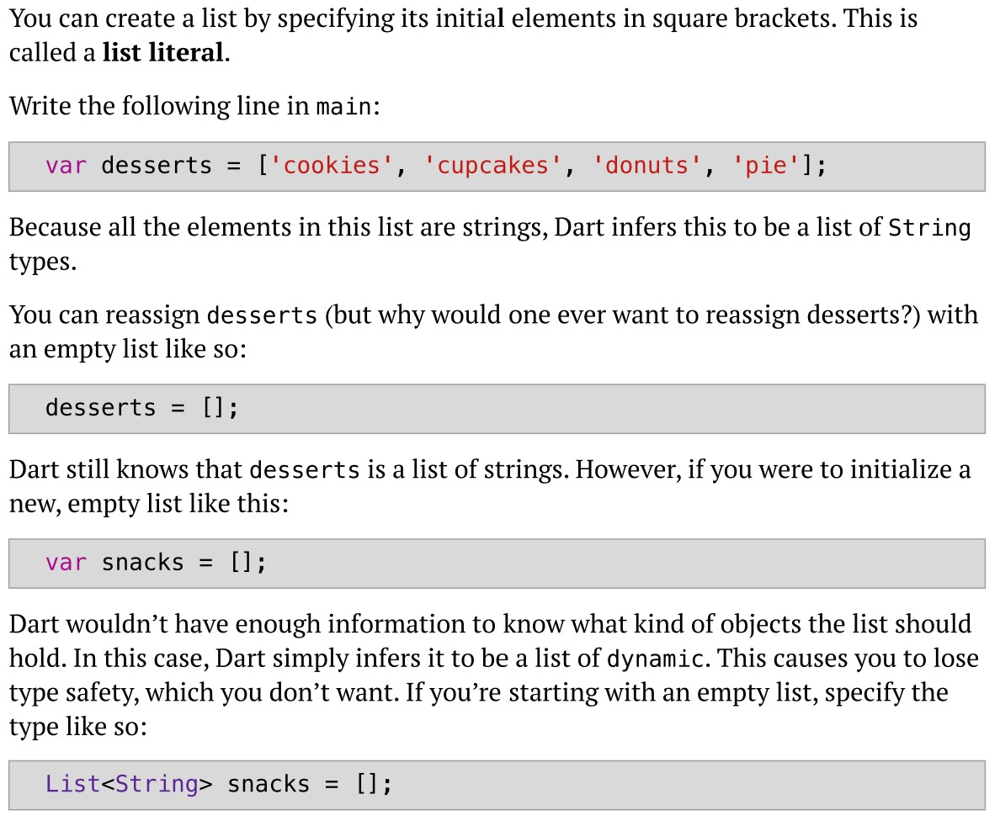 You can create a list by specifying its initial elements in square brackets. This is
called a list literal.
Write the following line in main:
var desserts = ['cookies', 'cupcakes', 'donuts', 'pie'];
Because all the elements in this list are strings, Dart infers this to be a list of String
types.
You can reassign desserts (but why would one ever want to reassign desserts?) with
an empty list like so:
desserts = [];
Dart still knows that desserts is a list of strings. However, if you were to initialize a
new, empty list like this:
var snacks = [];
Dart wouldn’t have enough information to know what kind of objects the list should
hold. In this case, Dart simply infers it to be a list of dynamic. This causes you to lose
type safety, which you don’t want. If you’re starting with an empty list, specify the
type like so:
List<String> snacks = [];